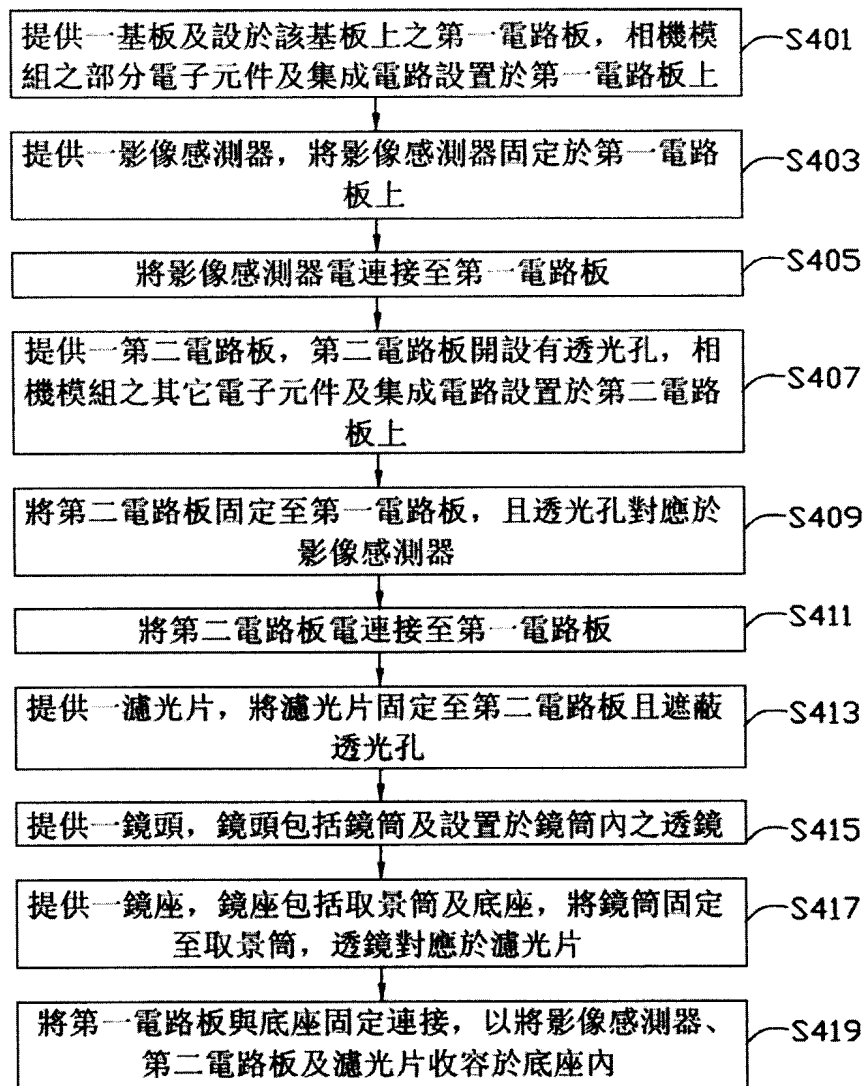 提供一基板及設於該基板上之第一電路板，相機模
組之部分電子元件及集成電路設置於第一電路板上
S401
提供一影像感測器，將影像感測器固定於第一電路
板上
S403
將影像感測器電連接至第一電路板
S405
提供一第二電路板，第二電路板開設有透光孔，相
機模組之其它電子元件及集成電路設置於第二電路
板上
S407
將第二電路板固定至第一電路板，且透光孔對應於
影像感測器
S409
將第二電路板電連接至第一電路板
S411
提供一濾光片，將濾光片固定至第二電路板且遮蔽
透光孔
S413
提供一鏡頭，鏡頭包括鏡筒及設置於鏡筒內之透鏡
S415
提供一鏡座，鏡座包括取景筒及底座，將鏡筒固定
至取景筒，透鏡對應於濾光片
S417
將第一電路板與底座固定連接，以將影像感測器、
第二電路板及濾光片收容於底座內
S419